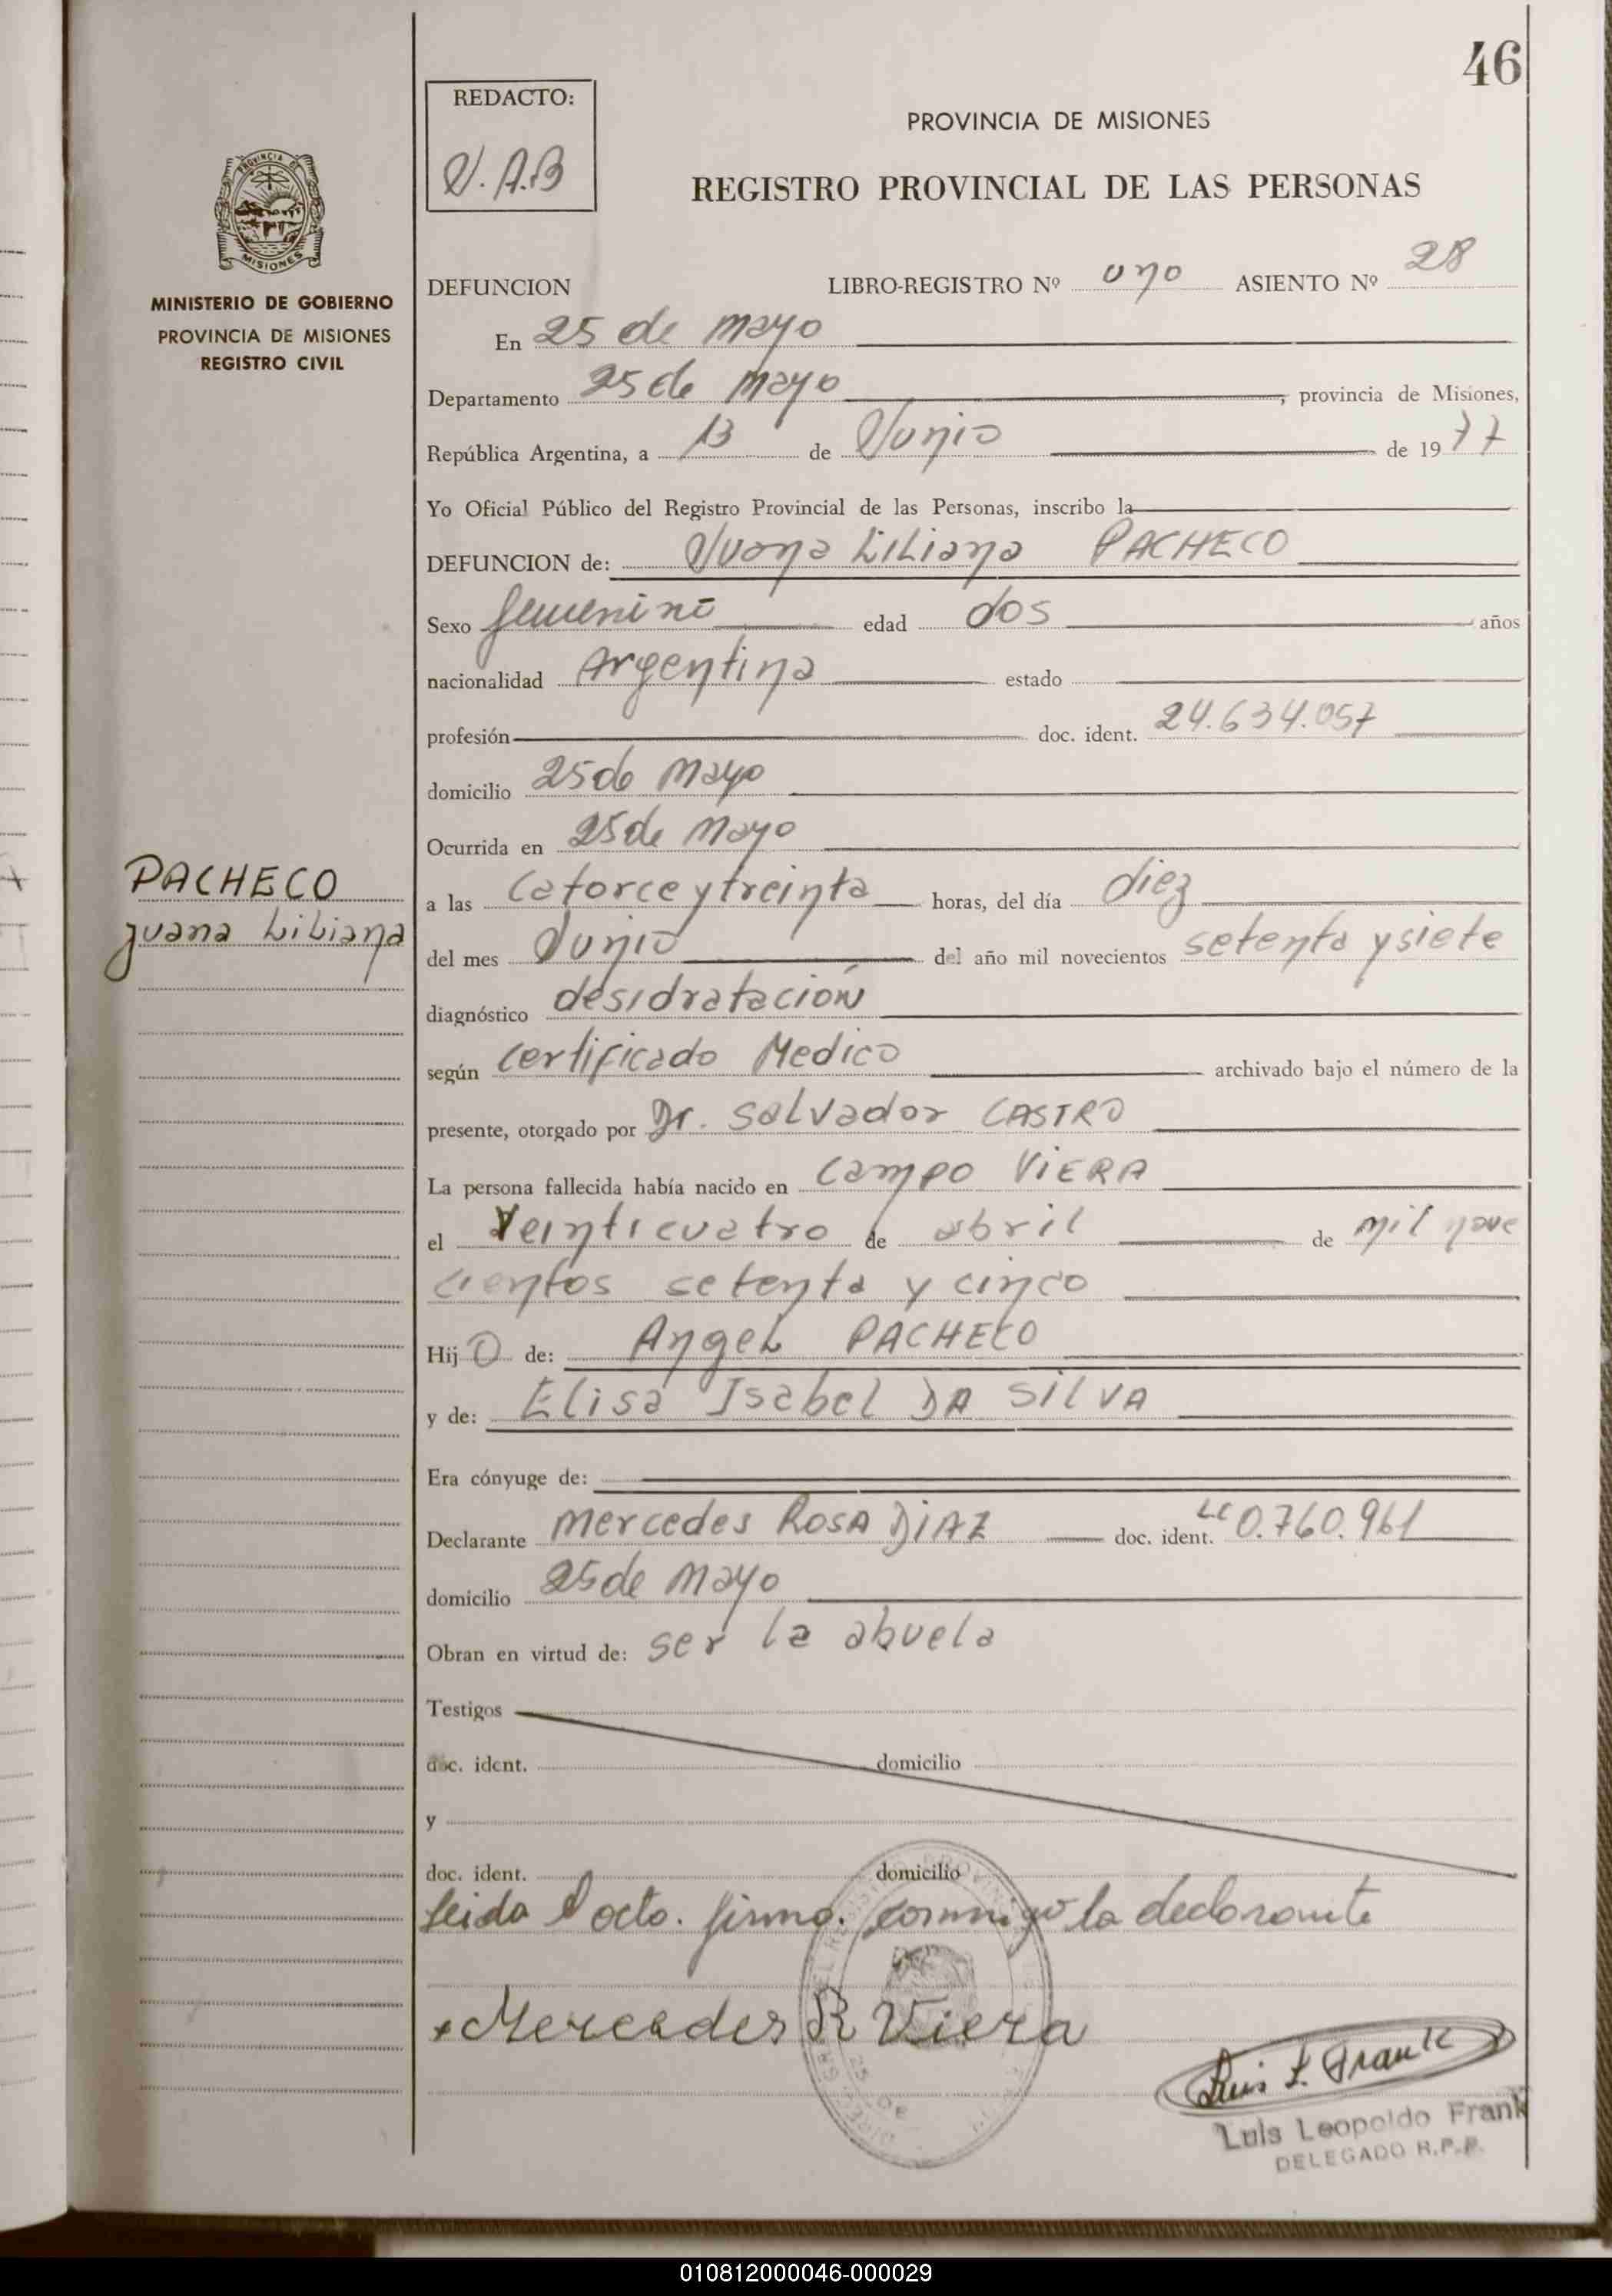 46
REDACTO:
V.A.B
PROVINCIA DE MISIONES
REGISTRO PROVINCIAL DE LAS PERSONAS
MISIONES
MINISTERIO DE GOBIERNO
PROVINCIA DE MISIONES
REGISTRO CIVIL
DEFUNCION LIBRO-REGISTRO Nº uno ASIENTO Nº 28
En 25 de mayo
Departamento 25 de mayo, provincia de Misiones,
República Argentina, a 13 de Junio de 1977
Yo Oficial Público del Registro Provincial de las Personas, inscribo la
DEFUNCION de: Juana Liliana PACHECO
Sexo femenino edad dos años
nacionalidad Argentina estado
profesión doc. ident. 24.634.057
domicilio 25 de mayo
Ocurrida en 25 de mayo
PACHECO
Juana Liliana
a las catorce y treinta horas, del día diez
del mes Junio del año mil novecientos setenta y siete
diagnóstico desidratación
según certificado Medico archivado bajo el número de la
presente, otorgado por Dr. Salvador CASTRO
La persona fallecida había nacido en Campo VIERA
el Veinticuatro de abril de mil nove
cientos setenta y cinco
Hij O de: Angel PACHECO
y de: Elisa Isabel DA SILVA
Era cónyuge de:
Declarante Mercedes ROSA DIAZ doc. ident. LC 0.760.961
domicilio 25 de mayo
Obran en virtud de: ser la abuela
Testigos
doc. ident. domicilio
y
doc. ident. domicilio
leida el acto. firma. conmigo la declarante
Mercedes R Viera
Luis L. Frank
Luis Leopoldo Frank
DELEGADO R.P.P.
010812000046-000029